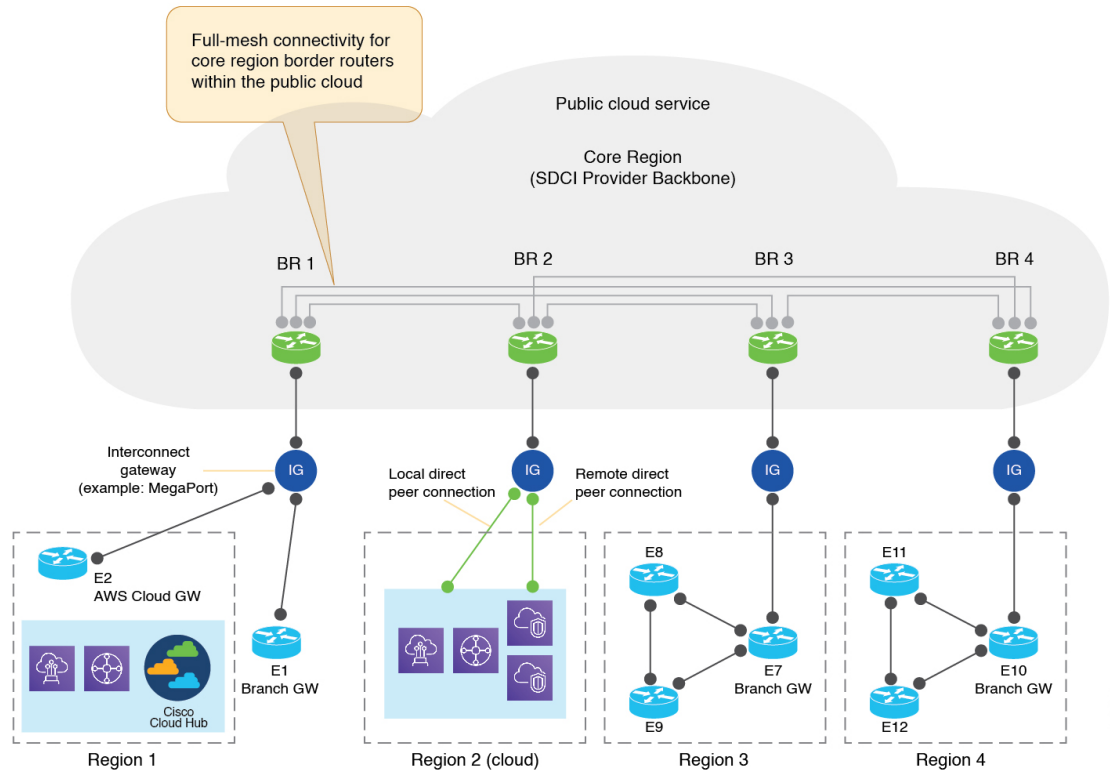 Full-mesh connectivity for
core region border routers
within the public cloud
Public cloud service
Core Region
(SDCI Provider Backbone)
BR 1
BR 2
BR 3
BR 4
Interconnect
gateway
(example: MegaPort)
IG
Local direct
peer connection
IG
Remote direct
peer connection
IG
IG
E2
AWS Cloud GW
E1
Branch GW
Cisco
Cloud Hub
E8
E7
Branch GW
E9
E11
E10
Branch GW
E12
Region 1
Region 2 (cloud)
Region 3
Region 4